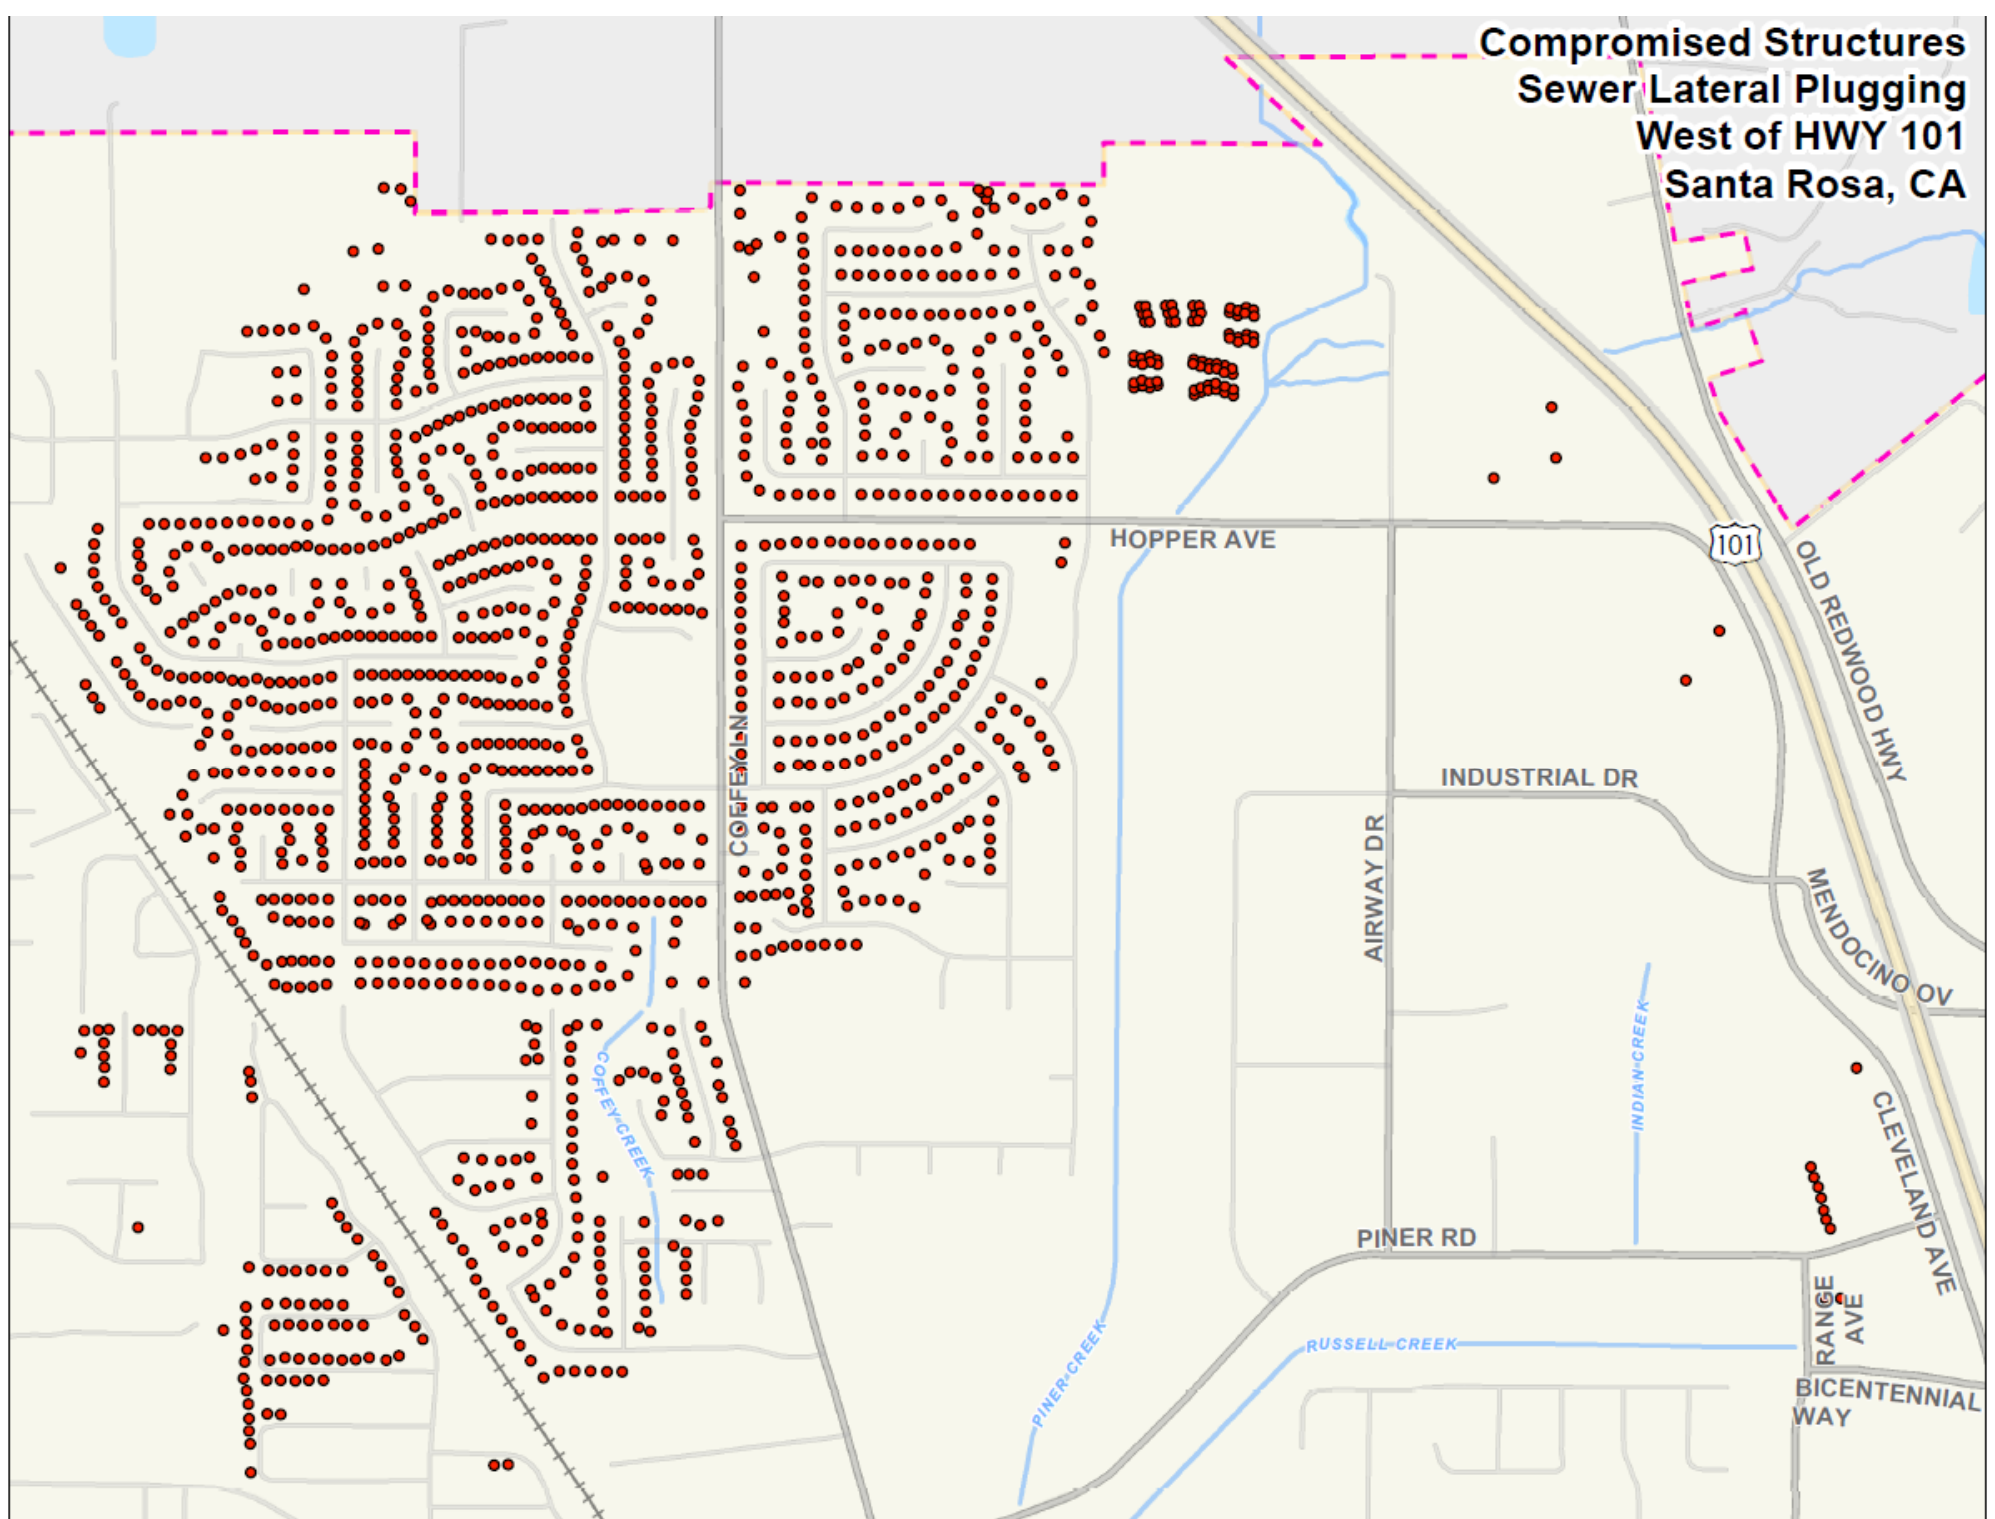 Compromised Structures
Sewer Lateral Plugging
West of HWY 101
Santa Rosa, CA
HOPPER AVE
101
OLD REDWOOD HWY
COFFEY LN
INDUSTRIAL DR
AIRWAY DR
MENDOCINO OV
INDIAN CREEK
COFFEY CREEK
CLEVELAND AVE
PINER RD
RANGE
AVE
PINER CREEK
RUSSELL CREEK
BICENTENNIAL
WAY